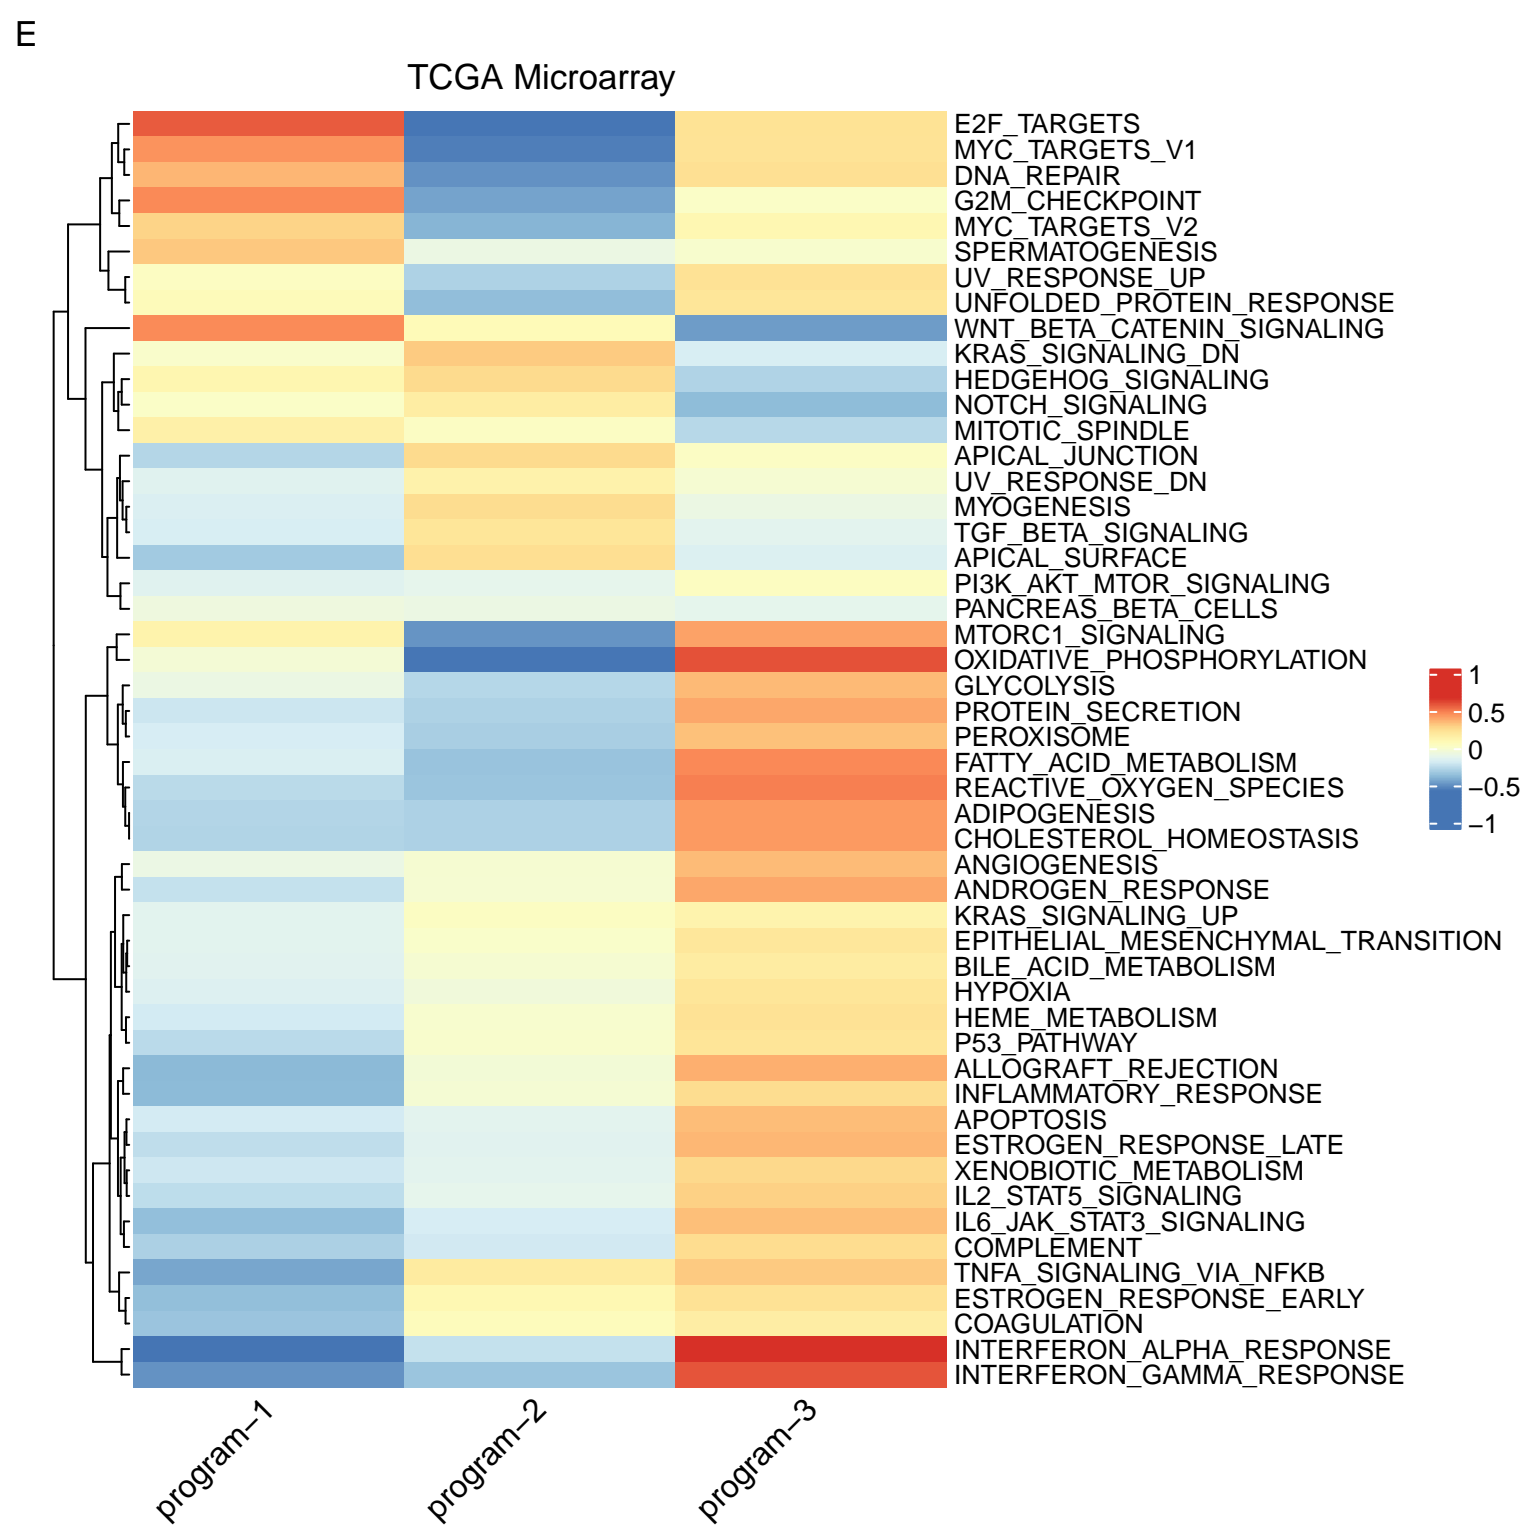 E
TCGA Microarray
E2F_TARGETS
MYC_TARGETS_V1
DNA_REPAIR
G2M_CHECKPOINT
MYC_TARGETS_V2
SPERMATOGENESIS
UV_RESPONSE_UP
UNFOLDED_PROTEIN_RESPONSE
WNT_BETA_CATENIN_SIGNALING
KRAS_SIGNALING_DN
HEDGEHOG_SIGNALING
NOTCH_SIGNALING
MITOTIC_SPINDLE
APICAL_JUNCTION
UV_RESPONSE_DN
MYOGENESIS
TGF_BETA_SIGNALING
APICAL_SURFACE
PI3K_AKT_MTOR_SIGNALING
PANCREAS_BETA_CELLS
MTORC1_SIGNALING
OXIDATIVE_PHOSPHORYLATION
GLYCOLYSIS
PROTEIN_SECRETION
PEROXISOME
FATTY_ACID_METABOLISM
REACTIVE_OXYGEN_SPECIES
ADIPOGENESIS
CHOLESTEROL_HOMEOSTASIS
ANGIOGENESIS
ANDROGEN_RESPONSE
KRAS_SIGNALING_UP
EPITHELIAL_MESENCHYMAL_TRANSITION
BILE_ACID_METABOLISM
HYPOXIA
HEME_METABOLISM
P53_PATHWAY
ALLOGRAFT_REJECTION
INFLAMMATORY_RESPONSE
APOPTOSIS
ESTROGEN_RESPONSE_LATE
XENOBIOTIC_METABOLISM
IL2_STAT5_SIGNALING
IL6_JAK_STAT3_SIGNALING
COMPLEMENT
TNFA_SIGNALING_VIA_NFKB
ESTROGEN_RESPONSE_EARLY
COAGULATION
INTERFERON_ALPHA_RESPONSE
INTERFERON_GAMMA_RESPONSE
1
0.5
0
−0.5
−1
program−1
program−2
program−3